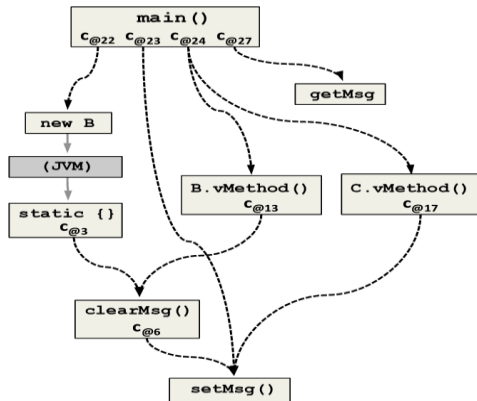 main()
c@22 c@23 c@24 c@27
getMsg
new B
(JVM)
B.vMethod()
c@13
C.vMethod()
c@17
static {}
c@3
clearMsg()
c@6
setMsg()